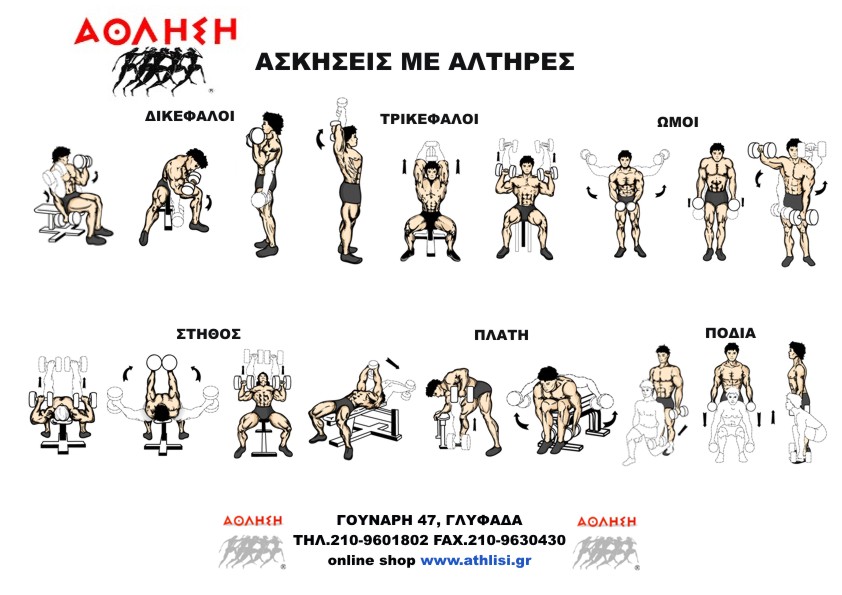 ΑΘΛΗΣΗ
ΑΣΚΗΣΕΙΣ ΜΕ ΑΛΤΗΡΕΣ
ΔΙΚΕΦΑΛΟΙ
ΤΡΙΚΕΦΑΛΟΙ
ΩΜΟΙ
ΣΤΗΘΟΣ
ΠΛΑΤΗ
ΠΟΔΙΑ
ΑΘΛΗΣΗ
ΓΟΥΝΑΡΗ 47, ΓΛΥΦΑΔΑ
ΤΗΛ.210-9601802 FAX.210-9630430
online shop www.athlisi.gr
ΑΘΛΗΣΗ